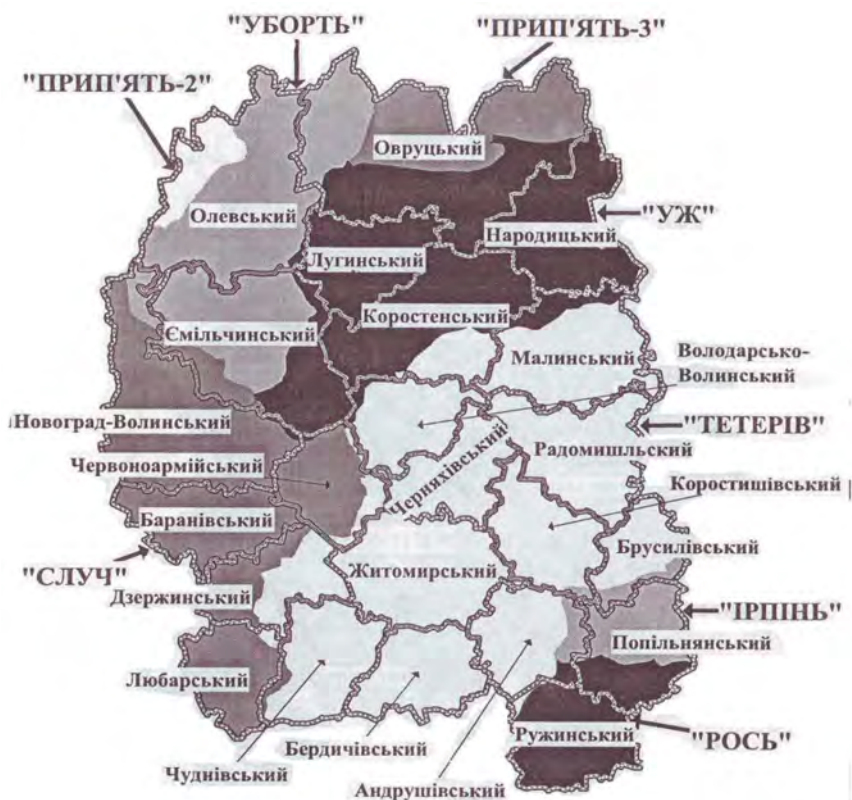 "УБОРТЬ"
"ПРИП'ЯТЬ-3"
"ПРИП'ЯТЬ-2"
Овруцький
Олевський
"УЖ"
Народицький
Лугинський
Коростенський
Ємільчинський
Малинський
Володарсько-
Волинський
Новоград-Волинський
"ТЕТЕРІВ"
Радомишльский
Червоноармійський
Черняхівський
Коростишівський
Баранівський
Брусилівський
"СЛУЧ"
Житомирський
Дзержинський
"ІРПІНЬ"
Попільнянський
Любарський
Ружинський
"РОСЬ"
Бердичівський
Чуднівський
Андрушівський